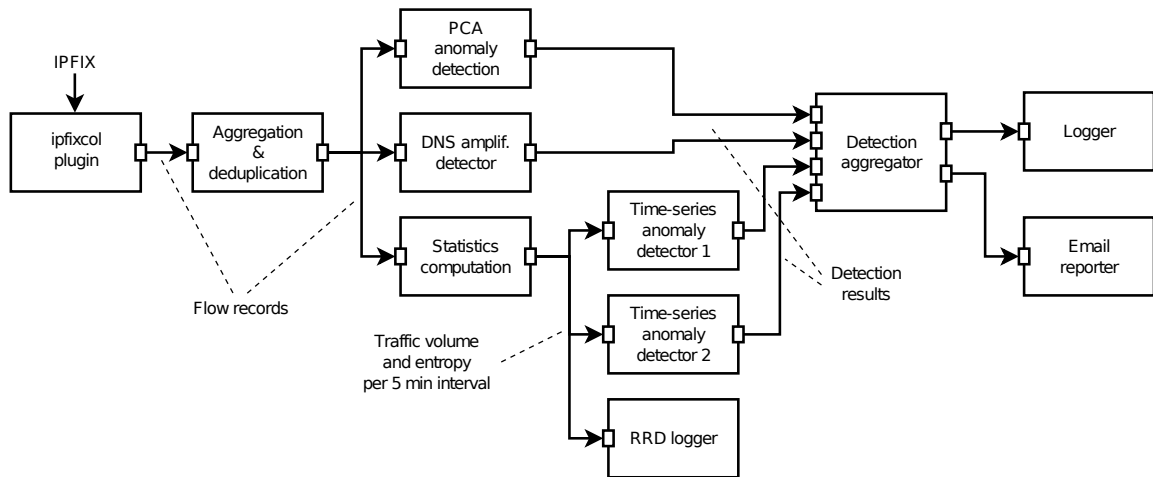 IPFIX
ipfixcol
plugin
Aggregation
&
deduplication
PCA
anomaly
detection
DNS amplif.
detector
Statistics
computation
Time-series
anomaly
detector 1
Time-series
anomaly
detector 2
RRD logger
Detection
aggregator
Logger
Email
reporter
Flow records
Traffic volume
and entropy
per 5 min interval
Detection
results